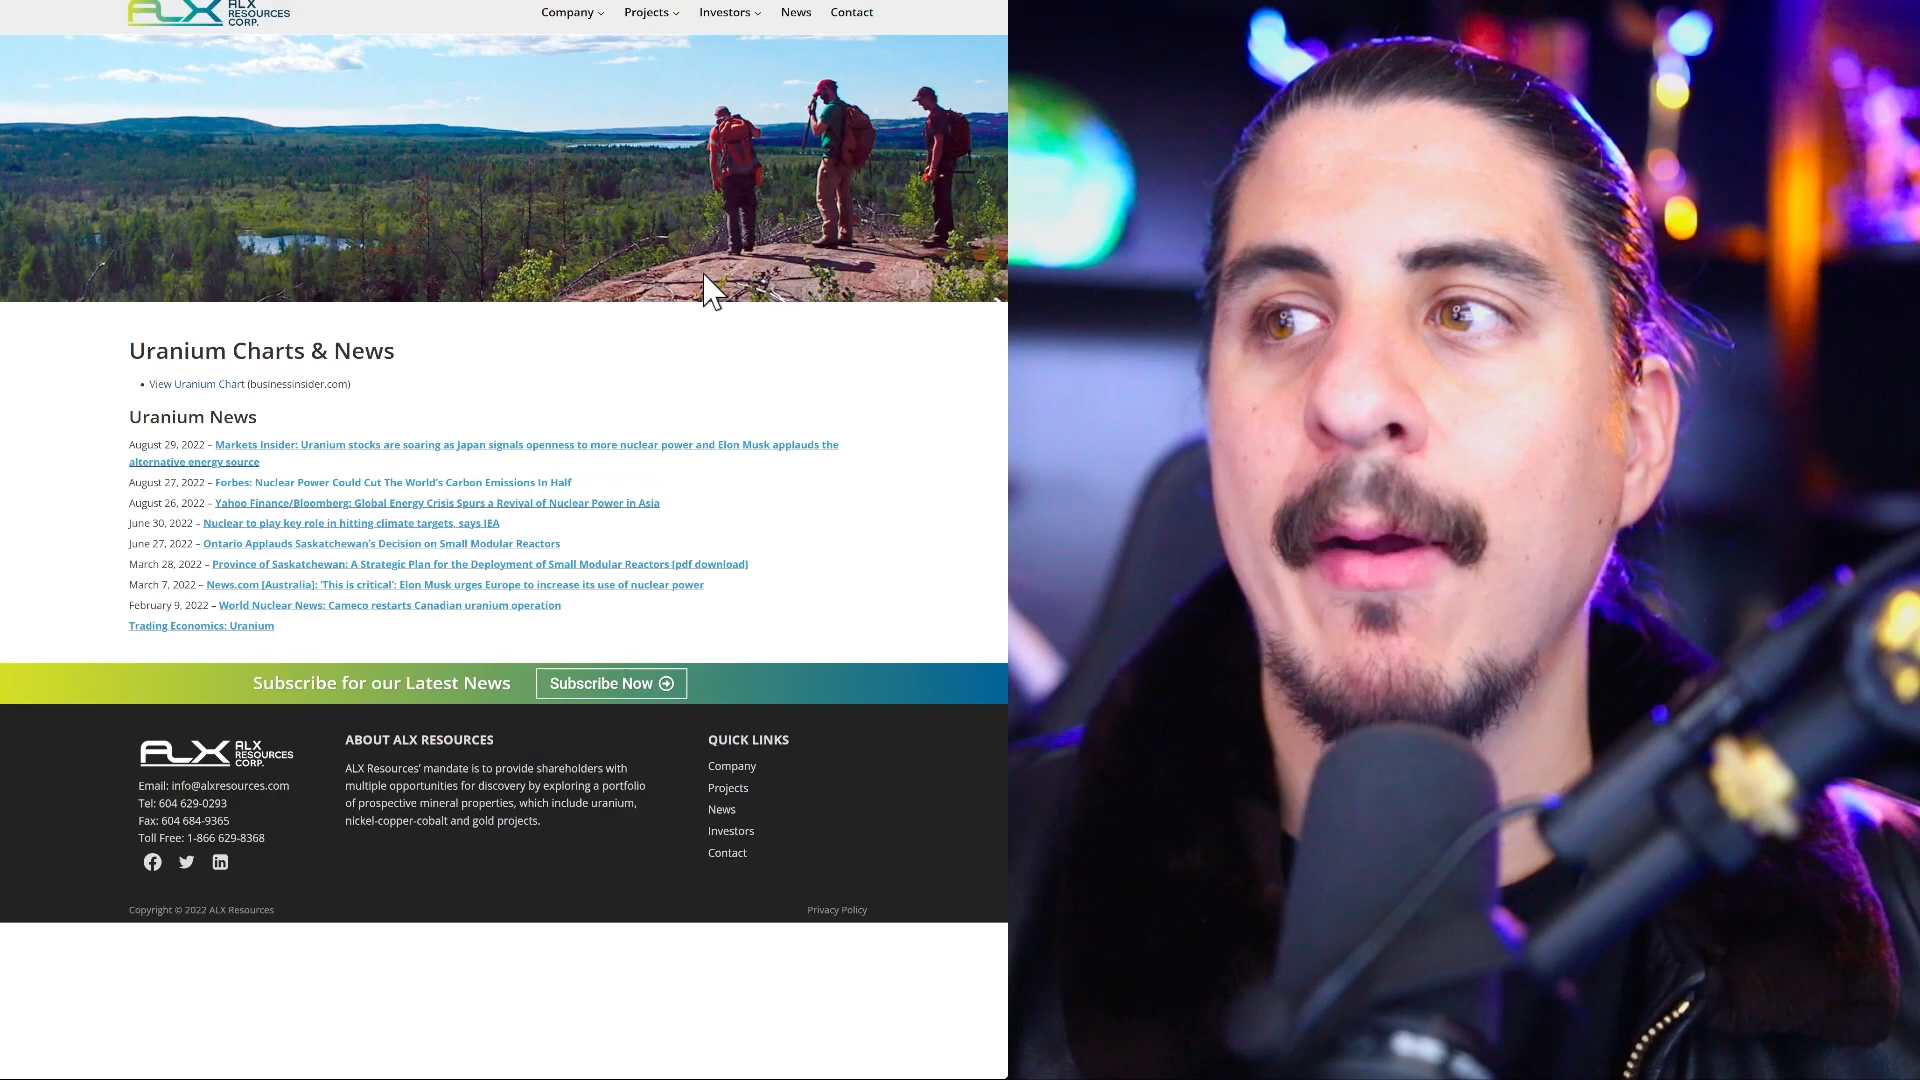 ALX
ALX
RESOURCES
CORP.
Company
Projects
Investors
News
Contact
Uranium Charts & News
• View Uranium Chart (businessinsider.com)
Uranium News
August 29, 2022 – Markets Insider: Uranium stocks are soaring as Japan signals openness to more nuclear power and Elon Musk applauds the
alternative energy source
August 27, 2022 – Forbes: Nuclear Power Could Cut The World's Carbon Emissions In Half
August 26, 2022 – Yahoo Finance/Bloomberg: Global Energy Crisis Spurs a Revival of Nuclear Power in Asia
June 30, 2022 – Nuclear to play key role in hitting climate targets, says IEA
June 27, 2022 – Ontario Applauds Saskatchewan's Decision on Small Modular Reactors
March 28, 2022 – Province of Saskatchewan: A Strategic Plan for the Deployment of Small Modular Reactors [pdf download]
March 7, 2022 – News.com [Australia]: 'This is critical': Elon Musk urges Europe to increase its use of nuclear power
February 9, 2022 – World Nuclear News: Cameco restarts Canadian uranium operation
Trading Economics: Uranium
Subscribe for our Latest News
Subscribe Now
ALX
ALX
RESOURCES
CORP.
Email: info@alxresources.com
Tel: 604 629-0293
Fax: 604 684-9365
Toll Free: 1-866 629-8368
ABOUT ALX RESOURCES
ALX Resources' mandate is to provide shareholders with
multiple opportunities for discovery by exploring a portfolio
of prospective mineral properties, which include uranium,
nickel-copper-cobalt and gold projects.
QUICK LINKS
Company
Projects
News
Investors
Contact
Copyright © 2022 ALX Resources
Privacy Policy